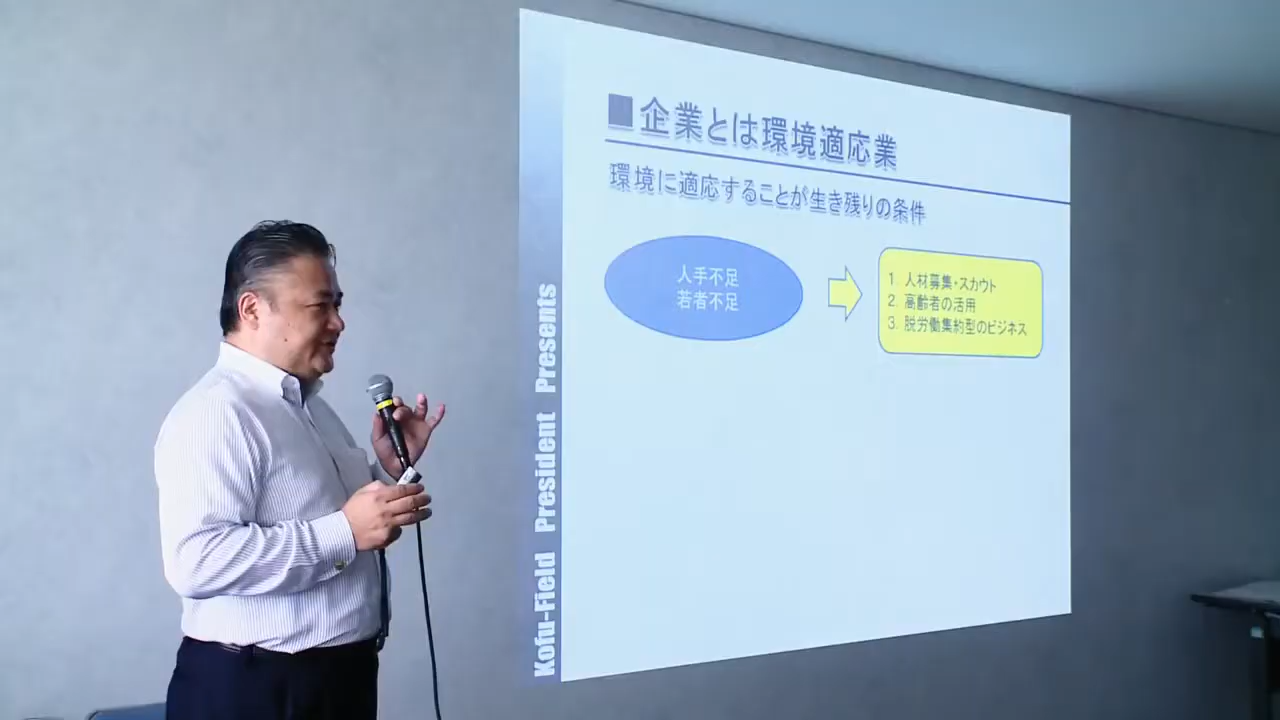 ■企業とは環境適応業
環境に適応することが生き残りの条件
人手不足
若者不足
1. 人材募集・スカウト
2. 高齢者の活用
3. 脱労働集約型のビジネス
Kofu-Field President Presents